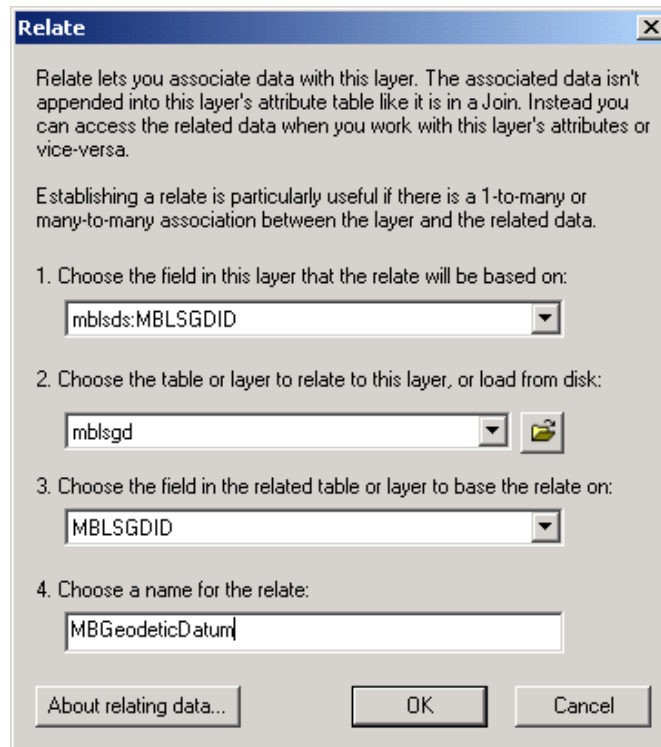 Relate
Relate lets you associate data with this layer. The associated data isn't
appended into this layer's attribute table like it is in a Join. Instead you
can access the related data when you work with this layer's attributes or
vice-versa.
Establishing a relate is particularly useful if there is a 1-to-many or
many-to-many association between the layer and the related data.
1. Choose the field in this layer that the relate will be based on:
mblsds:MBLSGDID
2. Choose the table or layer to relate to this layer, or load from disk:
mblsgd
3. Choose the field in the related table or layer to base the relate on:
MBLSGDID
4. Choose a name for the relate:
MBGeodeticDatum
About relating data... OK Cancel